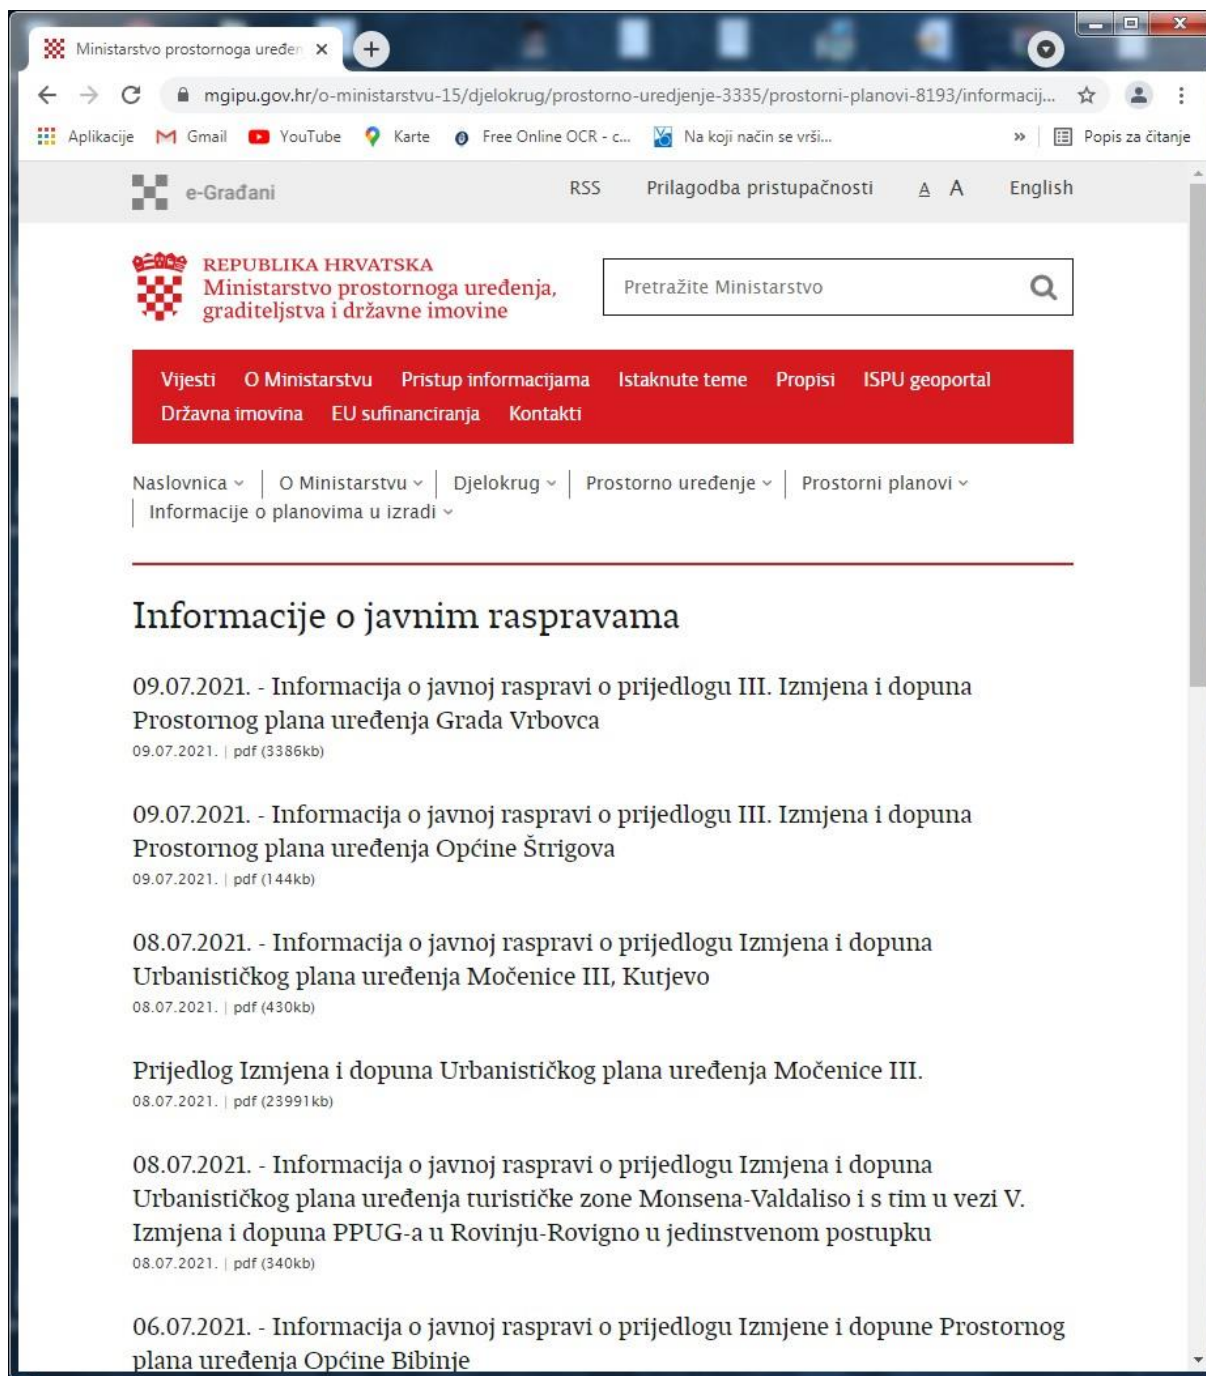 Ministarstvo prostornoga uređen
mgipu.gov.hr/o-ministarstvu-15/djelokrug/prostorno-uredjenje-3335/prostorni-planovi-8193/informacij...
Aplikacije Gmail YouTube Karte Free Online OCR - c... Na koji način se vrši... » Popis za čitanje
e-Građani RSS Prilagodba pristupačnosti A A English
REPUBLIKA HRVATSKA
Ministarstvo prostornoga uređenja,
graditeljstva i državne imovine
Pretražite Ministarstvo
Vijesti O Ministarstvu Pristup informacijama Istaknute teme Propisi ISPU geoportal
Državna imovina EU sufinanciranja Kontakti
Naslovnica O Ministarstvu Djelokrug Prostorno uređenje Prostorni planovi
Informacije o planovima u izradi
Informacije o javnim raspravama
09.07.2021. - Informacija o javnoj raspravi o prijedlogu III. Izmjena i dopuna
Prostornog plana uređenja Grada Vrbovca
09.07.2021. | pdf (3386kb)
09.07.2021. - Informacija o javnoj raspravi o prijedlogu III. Izmjena i dopuna
Prostornog plana uređenja Općine Štrigova
09.07.2021. | pdf (144kb)
08.07.2021. - Informacija o javnoj raspravi o prijedlogu Izmjena i dopuna
Urbanističkog plana uređenja Močenice III, Kutjevo
08.07.2021. | pdf (430kb)
Prijedlog Izmjena i dopuna Urbanističkog plana uređenja Močenice III.
08.07.2021. | pdf (23991kb)
08.07.2021. - Informacija o javnoj raspravi o prijedlogu Izmjena i dopuna
Urbanističkog plana uređenja turističke zone Monsena-Valdaliso i s tim u vezi V.
Izmjena i dopuna PPUG-a u Rovinju-Rovigno u jedinstvenom postupku
08.07.2021. | pdf (340kb)
06.07.2021. - Informacija o javnoj raspravi o prijedlogu Izmjene i dopune Prostornog
plana uređenja Općine Bibinje